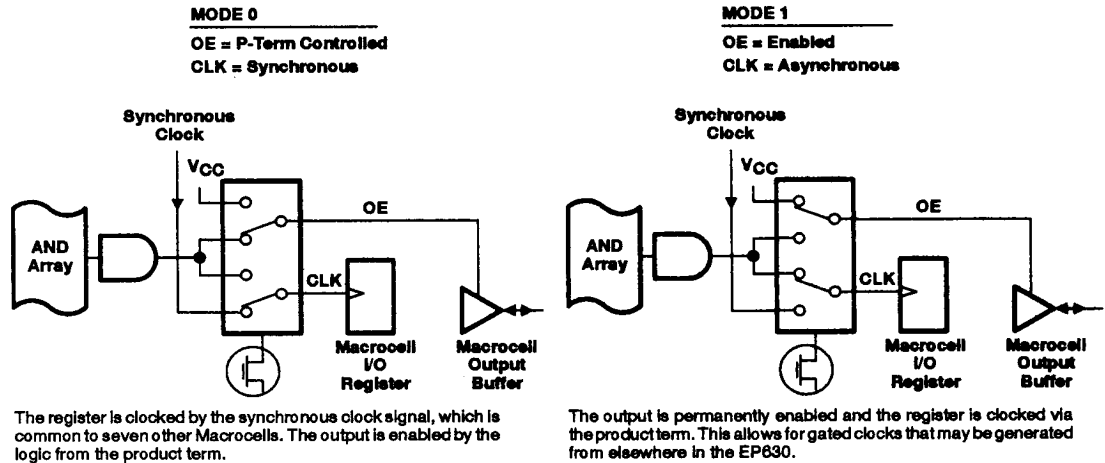 MODE 0
OE = P-Term Controlled
CLK = Synchronous
Synchronous
Clock
VCC
AND
Array
OE
CLK
Macrocell
I/O
Register
Macrocell
Output
Buffer
The register is clocked by the synchronous clock signal, which is
common to seven other Macrocells. The output is enabled by the
logic from the product term.
MODE 1
OE = Enabled
CLK = Asynchronous
Synchronous
Clock
VCC
AND
Array
OE
CLK
Macrocell
I/O
Register
Macrocell
Output
Buffer
The output is permanently enabled and the register is clocked via
the product term. This allows for gated clocks that may be generated
from elsewhere in the EP630.